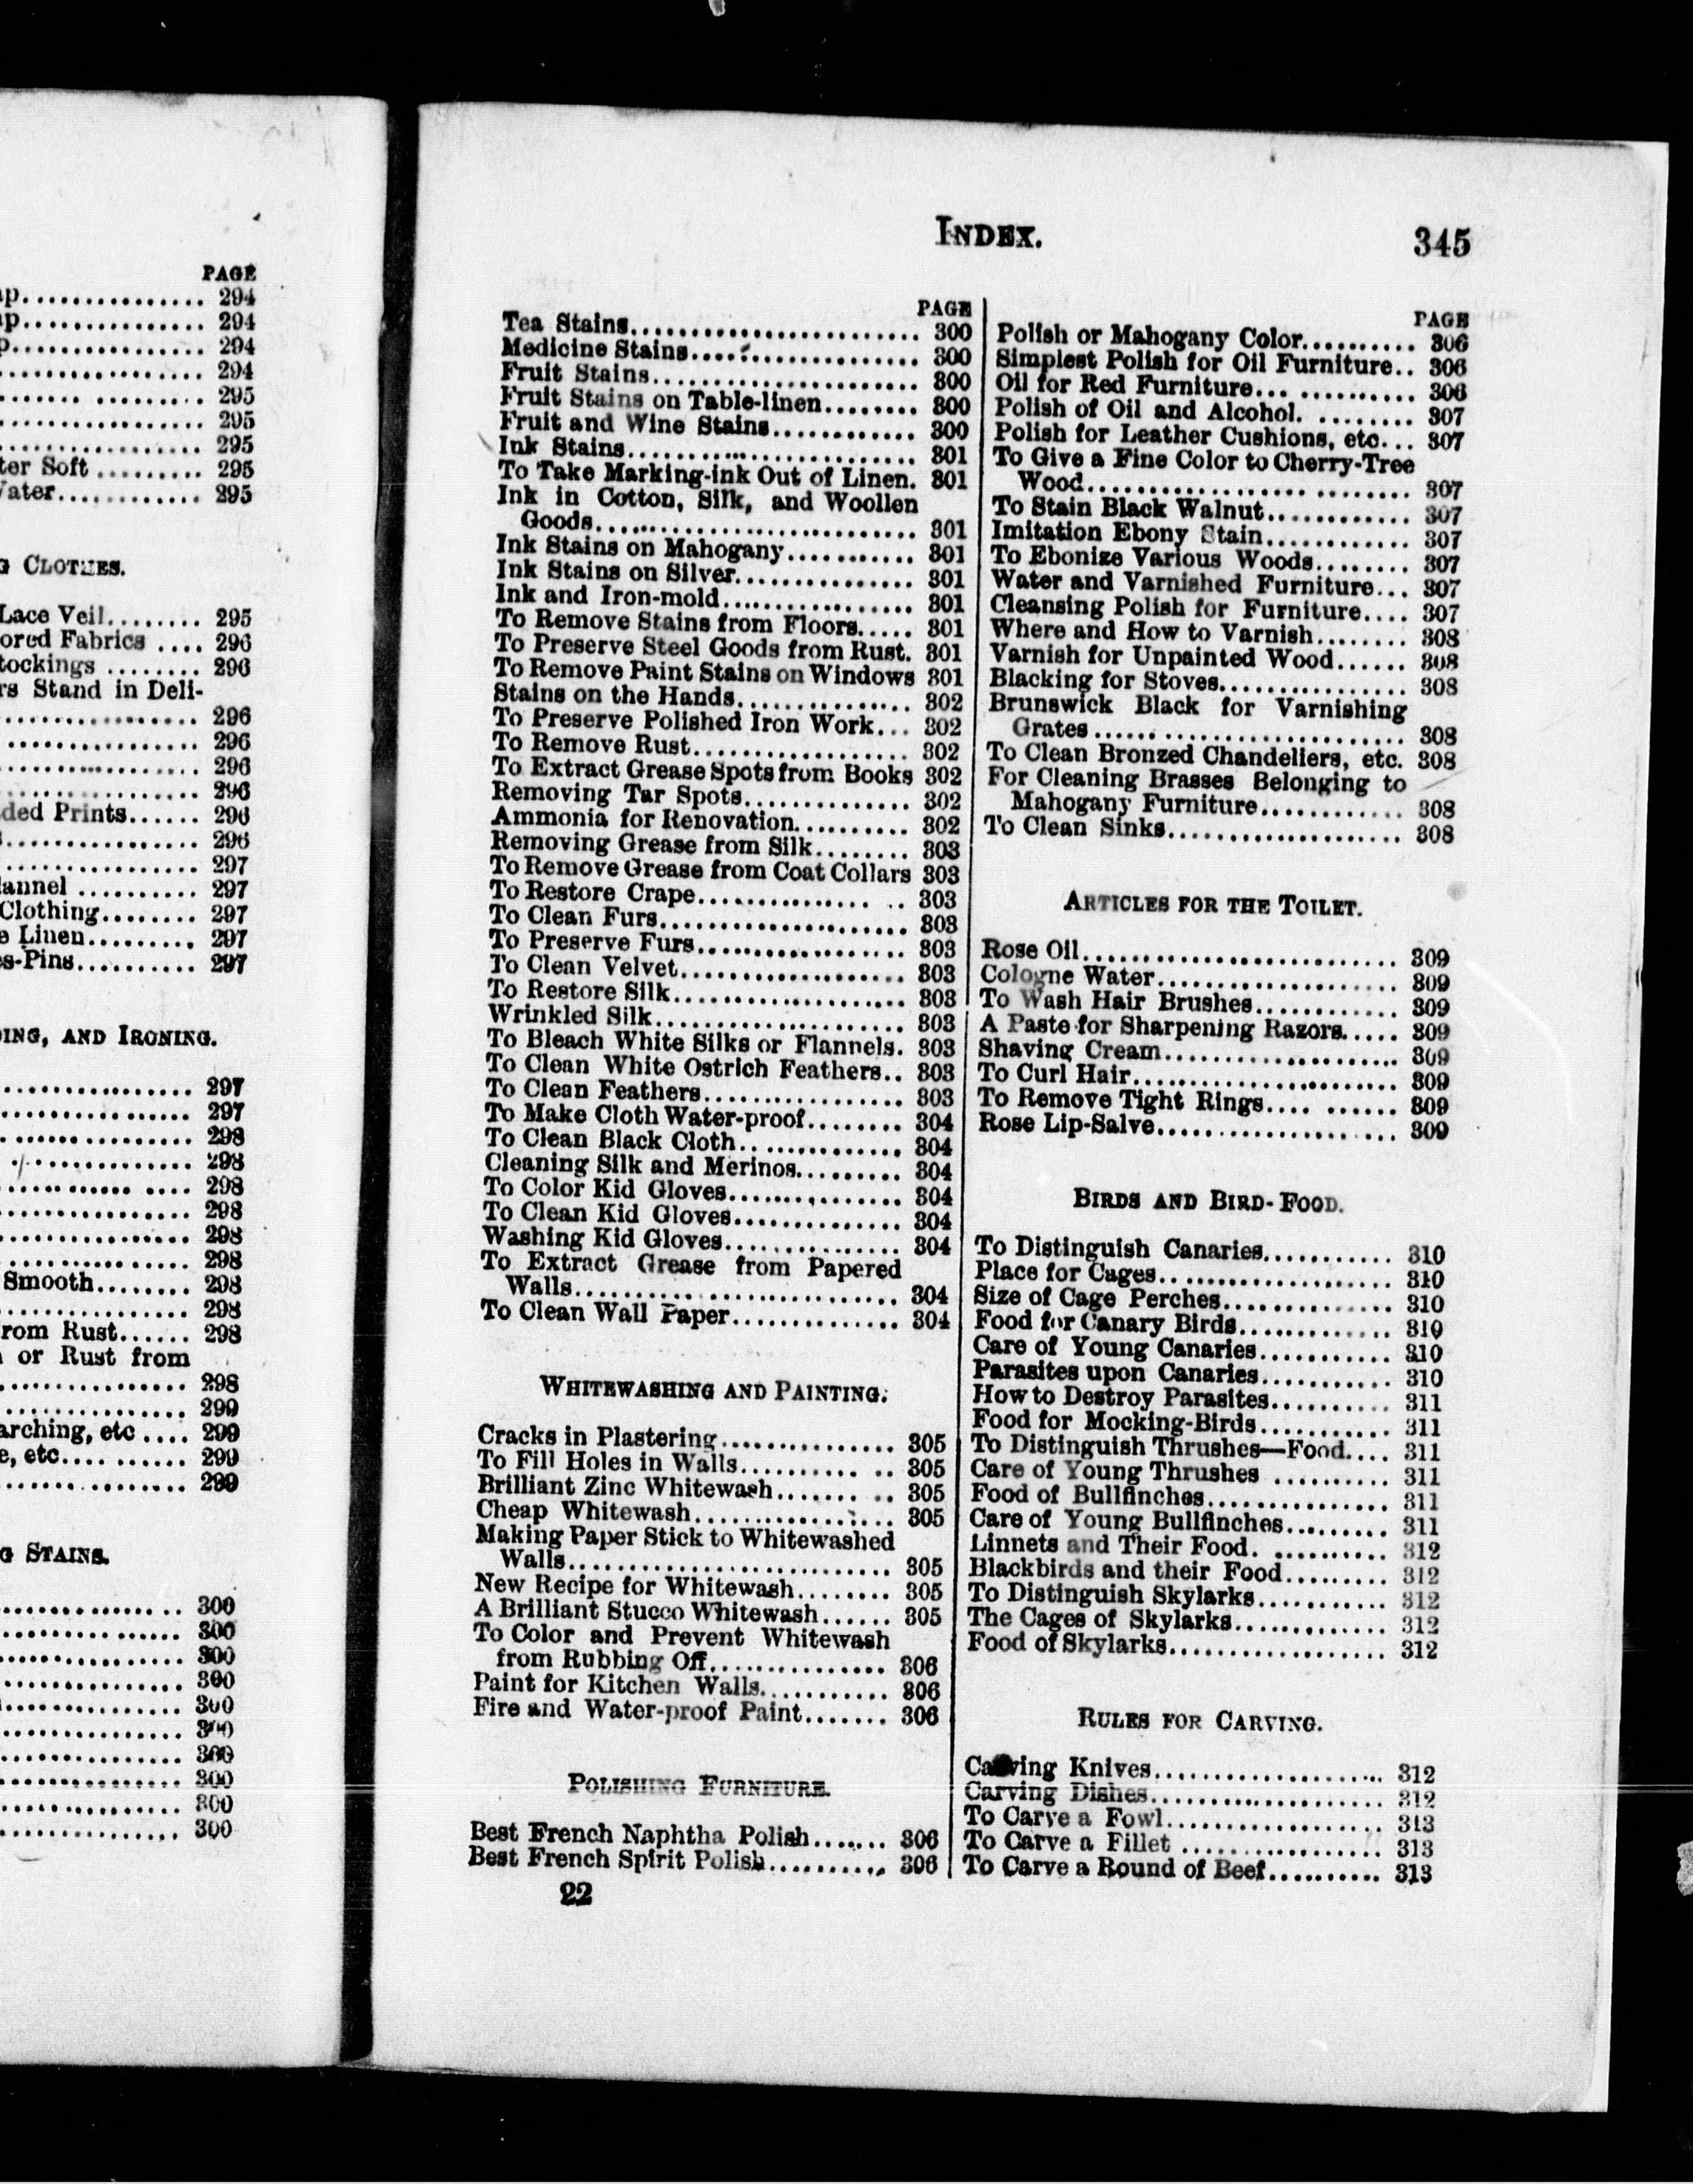 PAGE
294
294
294
294
295
295
295
Soft ......... 295
............ 295
CLOTHES.
Lace Veil........ 295
Fabrics .... 296
........ 296
Stand in Deli-
296
296
296
296
Prints...... 296
296
297
.......... 297
Clothing........ 297
Linen......... 297
Pins.......... 297
AND IRONING.
297
297
298
298
298
298
298
298
Smooth........ 298
298
Rust...... 298
or Rust from
298
299
etc .... 299
etc.... ...... 299
299
STAINS.
300
300
300
300
300
300
300
300
300
300
INDEX.
345
PAGE
Tea Stains........................ 300
Medicine Stains................... 300
Fruit Stains...................... 300
Fruit Stains on Table-linen........ 300
Fruit and Wine Stains............ 300
Ink Stains........................ 301
To Take Marking-ink Out of Linen. 301
Ink in Cotton, Silk, and Woollen
Goods.......................... 301
Ink Stains on Mahogany........... 301
Ink Stains on Silver............... 301
Ink and Iron-mold................. 301
To Remove Stains from Floors..... 301
To Preserve Steel Goods from Rust. 301
To Remove Paint Stains on Windows 301
Stains on the Hands............... 302
To Preserve Polished Iron Work... 302
To Remove Rust.................. 302
To Extract Grease Spots from Books 302
Removing Tar Spots.............. 302
Ammonia for Renovation.......... 302
Removing Grease from Silk........ 303
To Remove Grease from Coat Collars 303
To Restore Crape.............. .. 303
To Clean Furs...................... 303
To Preserve Furs.................. 303
To Clean Velvet................... 303
To Restore Silk.................... 303
Wrinkled Silk..................... 303
To Bleach White Silks or Flannels. 303
To Clean White Ostrich Feathers.. 303
To Clean Feathers.................. 303
To Make Cloth Water-proof........ 304
To Clean Black Cloth.............. 304
Cleaning Silk and Merinos......... 304
To Color Kid Gloves............... 304
To Clean Kid Gloves.............. 304
Washing Kid Gloves............... 304
To Extract Grease from Papered
Walls........................... 304
To Clean Wall Paper.............. 304
WHITEWASHING AND PAINTING.
Cracks in Plastering............... 305
To Fill Holes in Walls.......... .. 305
Brilliant Zinc Whitewash....... .. 305
Cheap Whitewash................. 305
Making Paper Stick to Whitewashed
Walls........................... 305
New Recipe for Whitewash........ 305
A Brilliant Stucco Whitewash...... 305
To Color and Prevent Whitewash
from Rubbing Off............... 306
Paint for Kitchen Walls............ 306
Fire and Water-proof Paint....... 306
POLISHING FURNITURE.
Best French Naphtha Polish....... 306
Best French Spirit Polish.......... 306
22
PAGE
Polish or Mahogany Color.......... 306
Simplest Polish for Oil Furniture.. 306
Oil for Red Furniture... .......... 306
Polish of Oil and Alcohol. ........ 307
Polish for Leather Cushions, etc... 307
To Give a Fine Color to Cherry-Tree
Wood.................. ........ 307
To Stain Black Walnut............ 307
Imitation Ebony Stain............ 307
To Ebonize Various Woods........ 307
Water and Varnished Furniture... 307
Cleansing Polish for Furniture.... 307
Where and How to Varnish........ 308
Varnish for Unpainted Wood...... 308
Blacking for Stoves................ 308
Brunswick Black for Varnishing
Grates ......................... 308
To Clean Bronzed Chandeliers, etc. 308
For Cleaning Brasses Belonging to
Mahogany Furniture............ 308
To Clean Sinks.................... 308
ARTICLES FOR THE TOILET.
Rose Oil........................... 309
Cologne Water..................... 309
To Wash Hair Brushes............ 309
A Paste for Sharpening Razors..... 309
Shaving Cream.................... 309
To Curl Hair....................... 309
To Remove Tight Rings.... ...... 309
Rose Lip-Salve.................... 309
BIRDS AND BIRD-FOOD.
To Distinguish Canaries........... 310
Place for Cages.................... 310
Size of Cage Perches.............. 310
Food for Canary Birds............. 310
Care of Young Canaries........... 310
Parasites upon Canaries........... 310
How to Destroy Parasites.......... 311
Food for Mocking-Birds........... 311
To Distinguish Thrushes—Food.... 311
Care of Young Thrushes .......... 311
Food of Bullfinches............... 311
Care of Young Bullfinches......... 311
Linnets and Their Food. .......... 312
Blackbirds and their Food......... 312
To Distinguish Skylarks........... 312
The Cages of Skylarks............. 312
Food of Skylarks.................. 312
RULES FOR CARVING.
Carving Knives.................... 312
Carving Dishes.................... 312
To Carve a Fowl................... 313
To Carve a Fillet ................. 313
To Carve a Round of Beef.......... 313